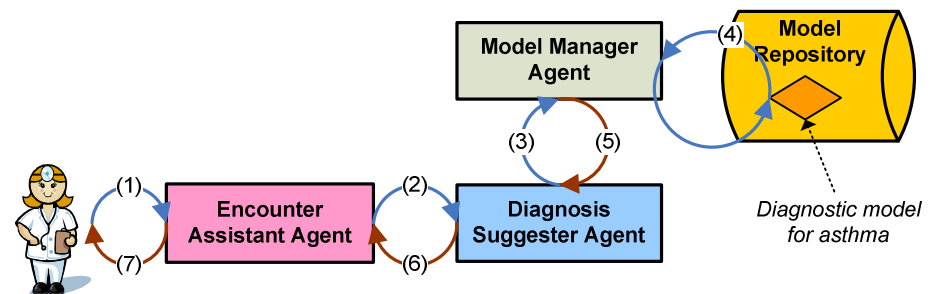 (4)
Model
Repository
Model Manager
Agent
(3)
(5)
(1)
(2)
Encounter
Assistant Agent
Diagnosis
Suggester Agent
Diagnostic model
for asthma
(7)
(6)